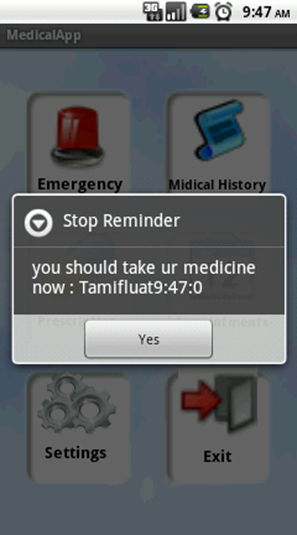 3G
9:47 AM
MedicalApp
Emergency
Midical History
Stop Reminder
you should take ur medicine
now : Tamifluat9:47:0
Yes
Settings
Exit